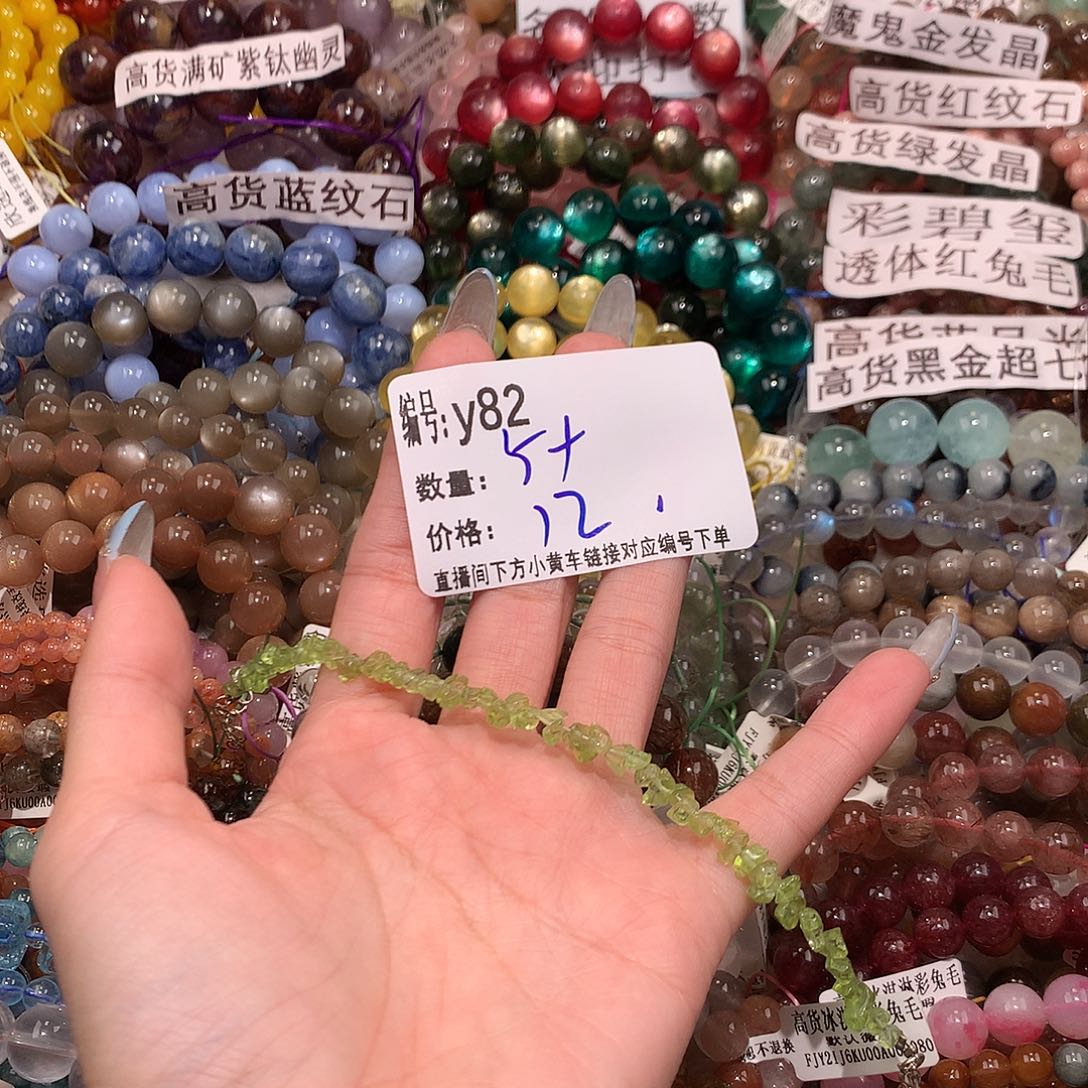 高货满矿紫钛幽灵
魔鬼金发晶
高货红纹石
高货绿发晶
高货蓝纹石
彩碧玺
透体红兔毛
高货黑金超七
编号:y82
数量: 5+
价格: 12.
直播间下方小黄车链接对应编号下单